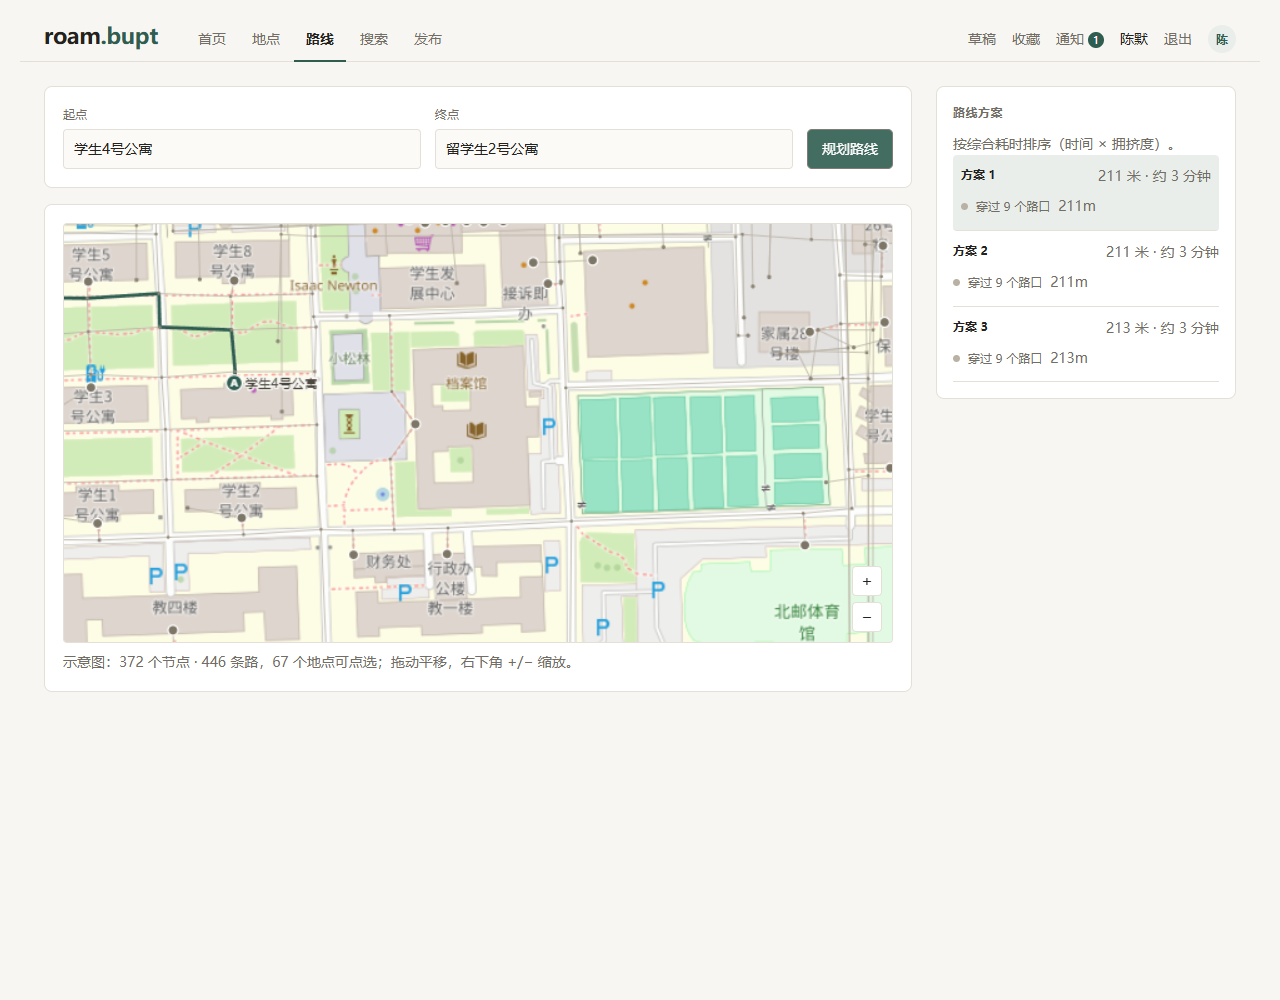 roam.bupt 首页 地点 路线 搜索 发布 草稿 收藏 通知 1 陈默 退出 陈
起点 终点
学生4号公寓 留学生2号公寓 规划路线
路线方案
按综合耗时排序（时间 × 拥挤度）。
方案 1 211 米 · 约 3 分钟
穿过 9 个路口 211m
方案 2 211 米 · 约 3 分钟
穿过 9 个路口 211m
方案 3 213 米 · 约 3 分钟
穿过 9 个路口 213m
P
学生5
号公寓
学生8
号公寓
Isaac Newton
学生发
展中心
接诉即
办
26号
家属28
号楼
保
小松林
档案馆
A 学生4号公寓
学生3
号公寓
P
学生
号公
学生1
号公寓
学生2
号公寓
财务处
行政办
公楼
教一楼
P
P
P
P
P
P
教四楼
北邮体育
馆
+
−
示意图：372 个节点 · 446 条路，67 个地点可点选；拖动平移，右下角 +/− 缩放。